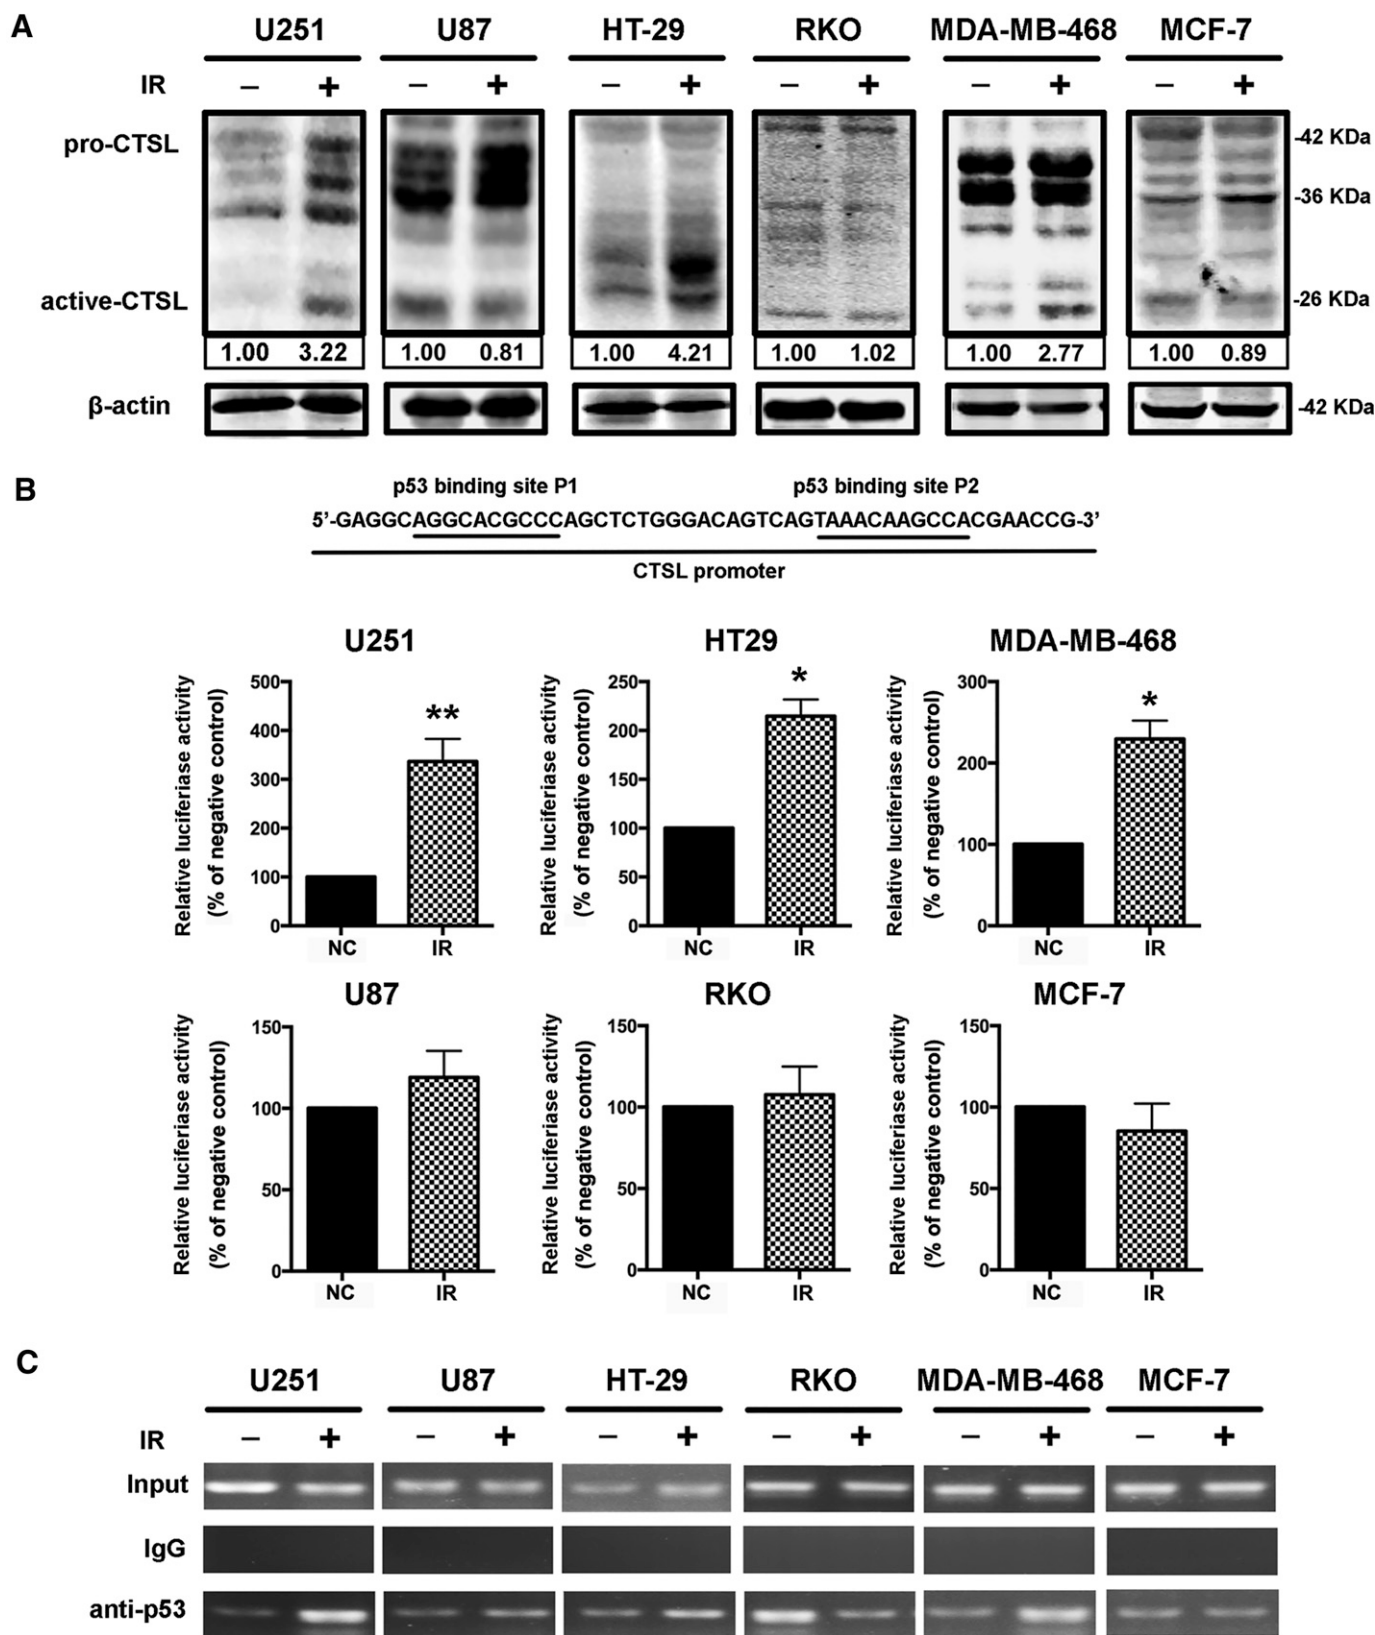 A
U251 U87 HT-29 RKO MDA-MB-468 MCF-7
IR – + – + – + – + – + – +
pro-CTSL
-42 KDa
-36 KDa
active-CTSL
-26 KDa
1.00 3.22 1.00 0.81 1.00 4.21 1.00 1.02 1.00 2.77 1.00 0.89
β-actin -42 KDa
B
p53 binding site P1 p53 binding site P2
5’-GAGGCAGGCACGCCCAGCTCTGGGACAGTCAGTAAACAAGCCACGAACCG-3’
CTSL promoter
U251
Relative luciferiase activity
(% of negative control)
500
400
300
200
100
0
**
NC IR
HT29
Relative luciferiase activity
(% of negative control)
250
200
150
100
50
0
*
NC IR
MDA-MB-468
Relative luciferiase activity
(% of negative control)
300
200
100
0
*
NC IR
U87
Relative luciferiase activity
(% of negative control)
150
100
50
0
NC IR
RKO
Relative luciferiase activity
(% of negative control)
150
100
50
0
NC IR
MCF-7
Relative luciferiase activity
(% of negative control)
150
100
50
0
NC IR
C
U251 U87 HT-29 RKO MDA-MB-468 MCF-7
IR – + – + – + – + – + – +
Input
IgG
anti-p53